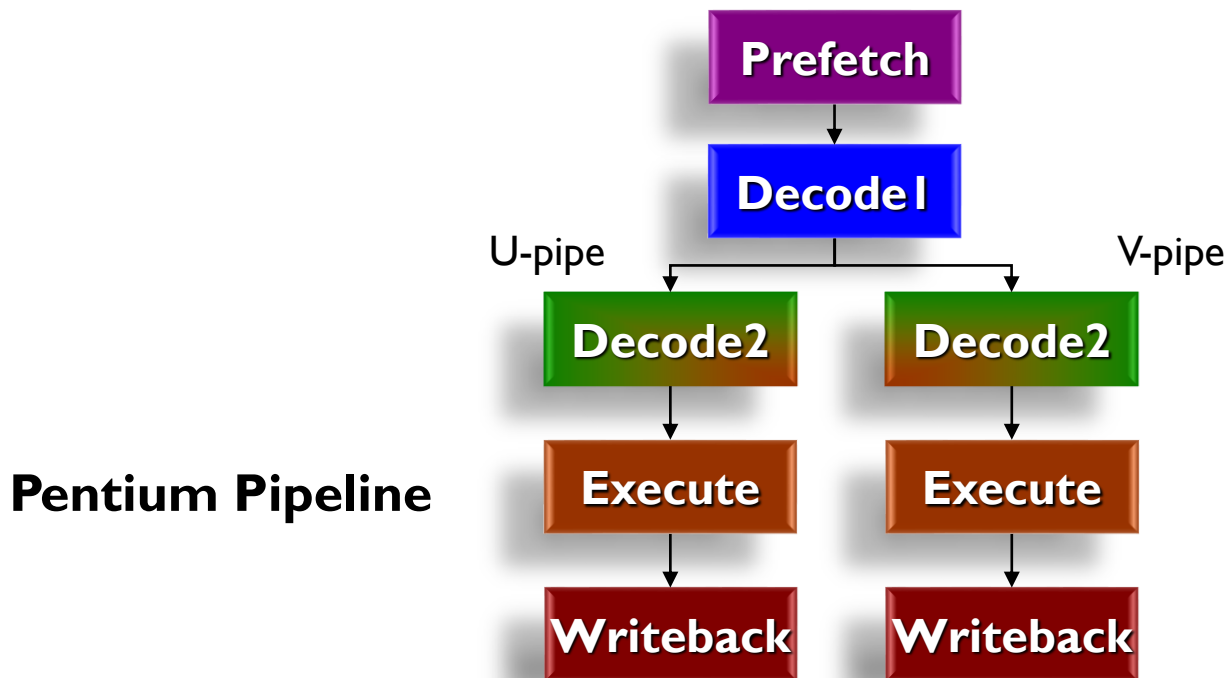 Prefetch
Decode1
U-pipe
V-pipe
Decode2
Decode2
Pentium Pipeline
Execute
Execute
Writeback
Writeback